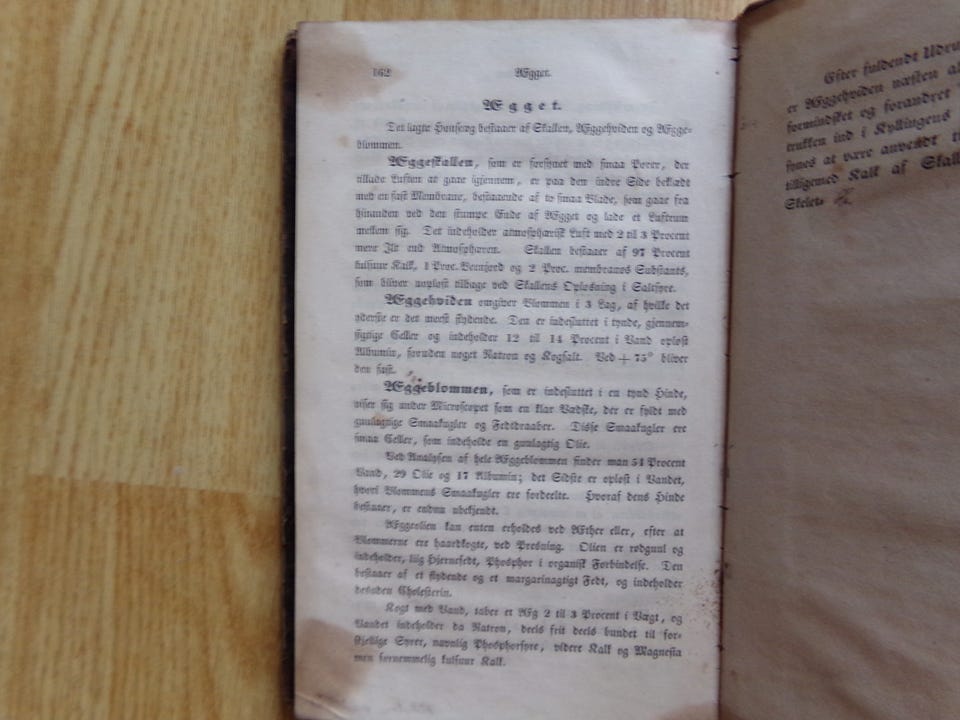 162
Ægget.
Ægget.
Det lagte Hønseæg bestaaer af Skallen, Æggehviden og Ægge-
blommen.
Æggeskallen, som er forsynet med smaa Porer, der
tillade Luften at gaae igjennem, er paa den indre Side beklædt
med en fast Membrane, bestaaende af to smaa Blade, som gaae fra
hinanden ved den stumpe Ende af Ægget og lade et Luftrum
mellem sig. Det indeholder atmosphærisk Luft med 2 til 3 Procent
mere Ilt end Atmosphæren. Skallen bestaaer af 97 Procent
kulsuur Kalk, 1 Proc. Beenjord og 2 Proc. membranøs Substants,
som bliver uopløst tilbage ved Skallens Opløsning i Saltsyre.
Æggehviden omgiver Blommen i 3 Lag, af hvilke det
yderste er det meest flydende. Den er indesluttet i tynde, gjennem-
sigtige Celler og indeholder 12 til 14 Procent i Vand opløst
Albumin, foruden noget Natron og Kogsalt. Ved + 75° bliver
den fast.
Æggeblommen, som er indesluttet i en tynd Hinde,
viser sig under Microscopet som en klar Vædske, der er fyldt med
guulagtige Smaakugler og Fedtdraaber. Disse Smaakugler ere
smaa Celler, som indeholde en guulagtig Olie.
Ved Analysen af hele Æggeblommen finder man 54 Procent
Vand, 29 Olie og 17 Albumin; det Sidste er opløst i Vandet,
hvori Blommens Smaakugler ere fordeelte. Hvoraf dens Hinde
bestaaer, er endnu ubekjendt.
Æggeolien kan enten erholdes ved Æther eller, efter at
Blommerne ere haardkogte, ved Presning. Olien er rødguul og
indeholder, liig Hjernefedt, Phosphor i organisk Forbindelse. Den
bestaaer af et flydende og et margarinagtigt Fedt, og indeholder
desuden Cholesterin.
Kogt med Vand, taber et Æg 2 til 3 Procent i Vægt, og
Vandet indeholder da Natron, deels frit deels bundet til for-
skjellige Syrer, navnlig Phosphorsyre, videre Kalk og Magnesia
men fornemmelig kulsuur Kalk.
Efter fuldendt Udru
er Æggehviden næsten al
formindsket og forandret
trukken ind i Kyllingens
synes at være anvendt t
tilligemed Kalk af Skall
Skelet.